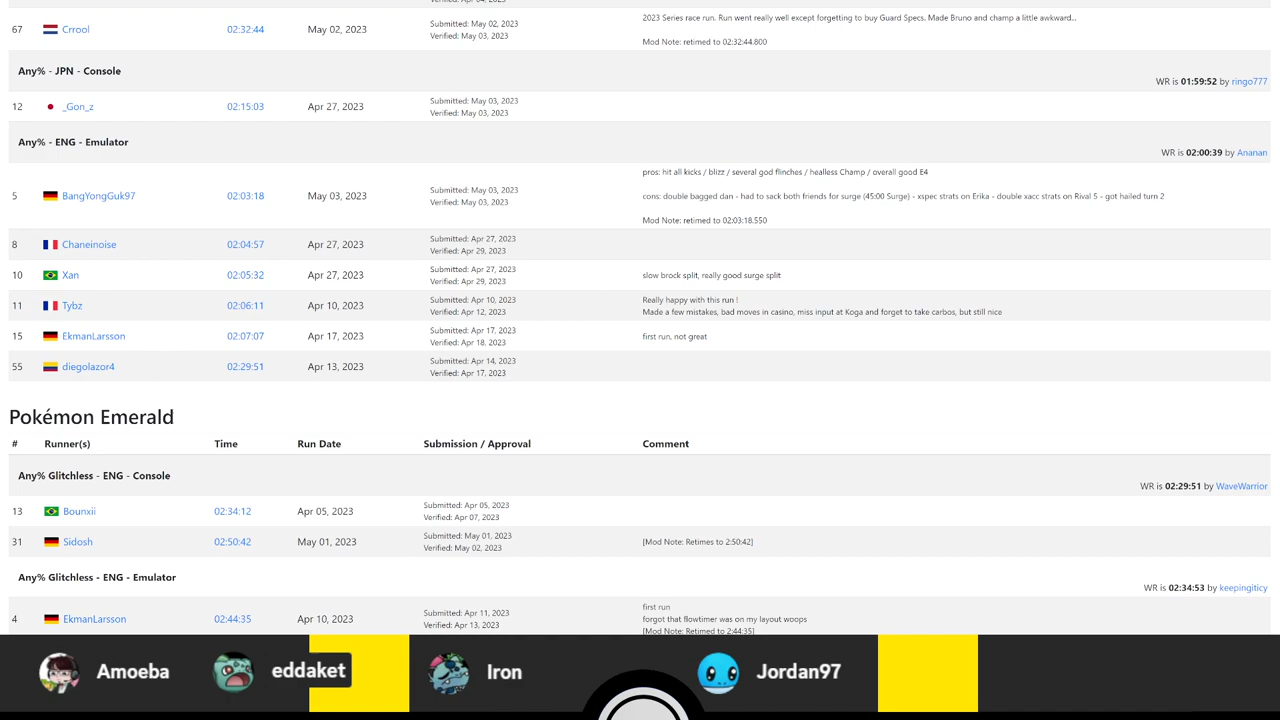 67 Crrool 02:32:44 May 02, 2023 Submitted: May 02, 2023 2023 Series race run. Run went really well except forgetting to buy Guard Specs. Made Bruno and champ a little awkward...
Verified: May 03, 2023 Mod Note: retimed to 02:32:44.800
Any% - JPN - Console
WR is 01:59:52 by ringo777
12 _Gon_z 02:15:03 Apr 27, 2023 Submitted: May 03, 2023
Verified: May 03, 2023
Any% - ENG - Emulator
WR is 02:00:39 by Ananan
pros: hit all kicks / blizz / several god flinches / healless Champ / overall good E4
5 BangYongGuk97 02:03:18 May 03, 2023 Submitted: May 03, 2023 cons: double bagged dan - had to sack both friends for surge (45:00 Surge) - xspec strats on Erika - double xacc strats on Rival 5 - got hailed turn 2
Verified: May 03, 2023
Mod Note: retimed to 02:03:18.550
8 Chaneinoise 02:04:57 Apr 27, 2023 Submitted: Apr 27, 2023
Verified: Apr 29, 2023
10 Xan 02:05:32 Apr 27, 2023 Submitted: Apr 27, 2023 slow brock split, really good surge split
Verified: Apr 29, 2023
11 Tybz 02:06:11 Apr 10, 2023 Submitted: Apr 10, 2023 Really happy with this run !
Verified: Apr 12, 2023 Made a few mistakes, bad moves in casino, miss input at Koga and forget to take carbos, but still nice
15 EkmanLarsson 02:07:07 Apr 17, 2023 Submitted: Apr 17, 2023 first run, not great
Verified: Apr 18, 2023
55 diegolazor4 02:29:51 Apr 13, 2023 Submitted: Apr 14, 2023
Verified: Apr 17, 2023
Pokémon Emerald
# Runner(s) Time Run Date Submission / Approval Comment
Any% Glitchless - ENG - Console
WR is 02:29:51 by WaveWarrior
13 Bounxii 02:34:12 Apr 05, 2023 Submitted: Apr 05, 2023
Verified: Apr 07, 2023
31 Sidosh 02:50:42 May 01, 2023 Submitted: May 01, 2023 [Mod Note: Retimes to 2:50:42]
Verified: May 02, 2023
Any% Glitchless - ENG - Emulator
WR is 02:34:53 by keepingiticy
first run
4 EkmanLarsson 02:44:35 Apr 10, 2023 Submitted: Apr 11, 2023 forgot that flowtimer was on my layout woops
Verified: Apr 13, 2023 [Mod Note: Retimed to 2:44:35]
Amoeba eddaket Iron Jordan97